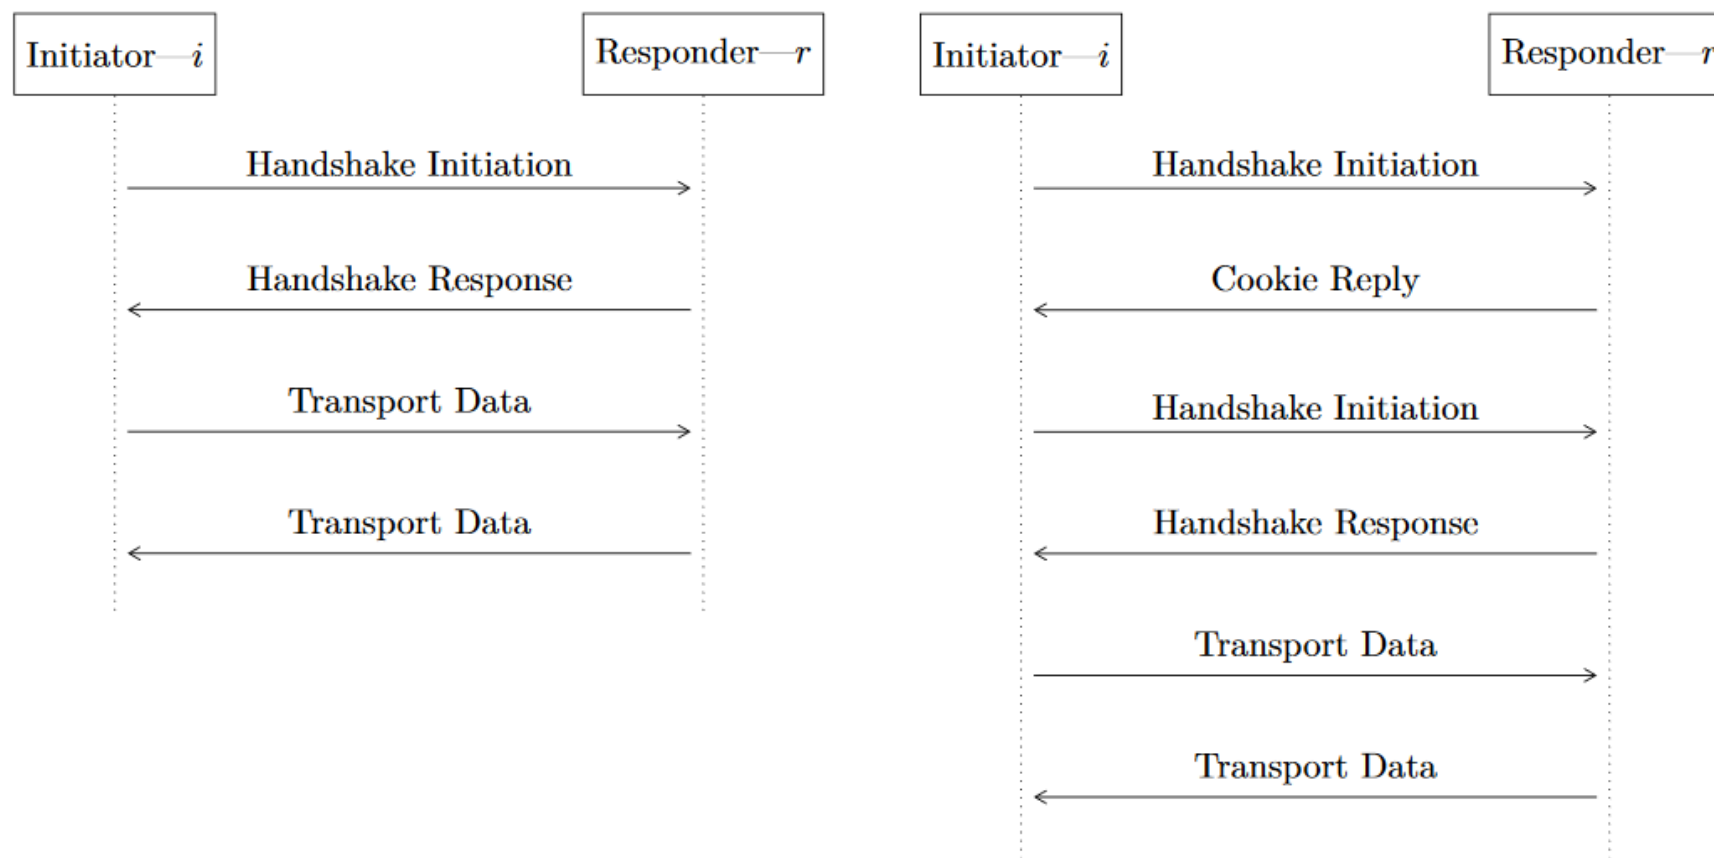 Initiator—i
Responder—r
Handshake Initiation
Handshake Response
Transport Data
Transport Data
Initiator—i
Responder—r
Handshake Initiation
Cookie Reply
Handshake Initiation
Handshake Response
Transport Data
Transport Data